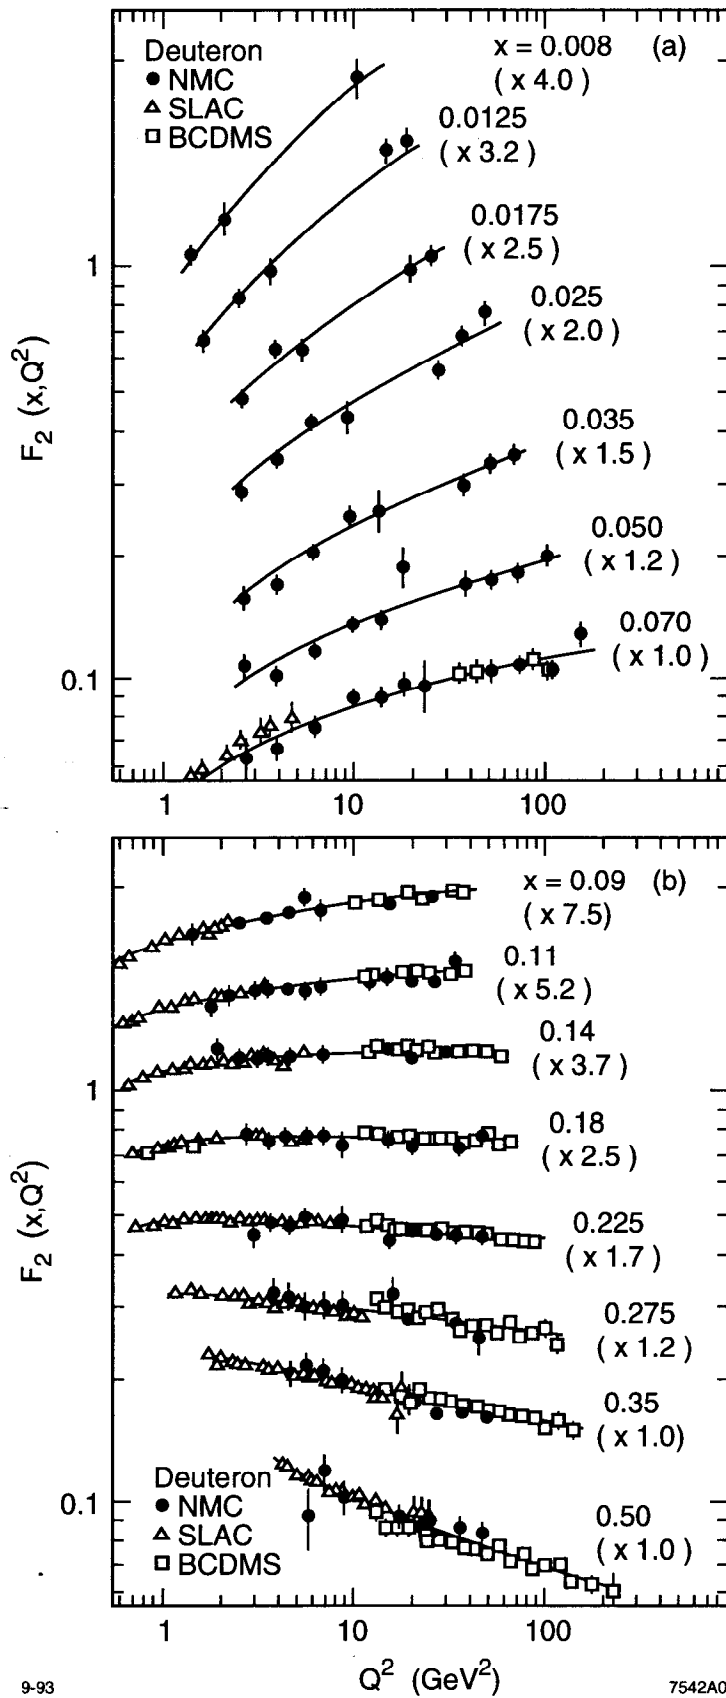 Deuteron
NMC
SLAC
BCDMS
x = 0.008 (a)
( x 4.0 )
0.0125
( x 3.2 )
0.0175
( x 2.5 )
0.025
( x 2.0 )
0.035
( x 1.5 )
0.050
( x 1.2 )
0.070
( x 1.0 )
1
0.1
F2 (x,Q2)
1 10 100
x = 0.09 (b)
( x 7.5)
0.11
( x 5.2 )
0.14
( x 3.7 )
0.18
( x 2.5 )
0.225
( x 1.7 )
0.275
( x 1.2 )
0.35
( x 1.0)
0.50
( x 1.0 )
1
0.1
F2 (x,Q2)
Deuteron
NMC
SLAC
BCDMS
1 10 100
Q2 (GeV2)
9-93 7542A0